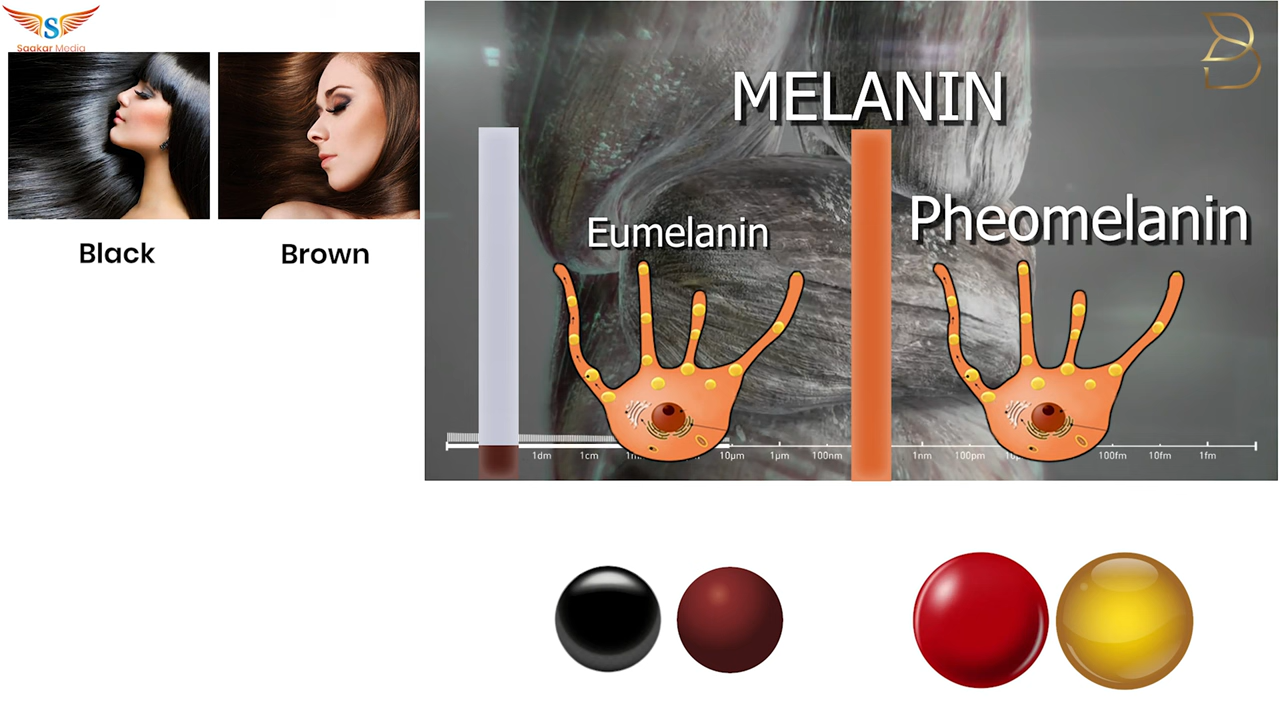 S
Saakar Media
Black
Brown
MELANIN
Eumelanin
Pheomelanin
1dm 1cm 10µm 1µm 100nm 1nm 100pm 100fm 10fm 1fm
B